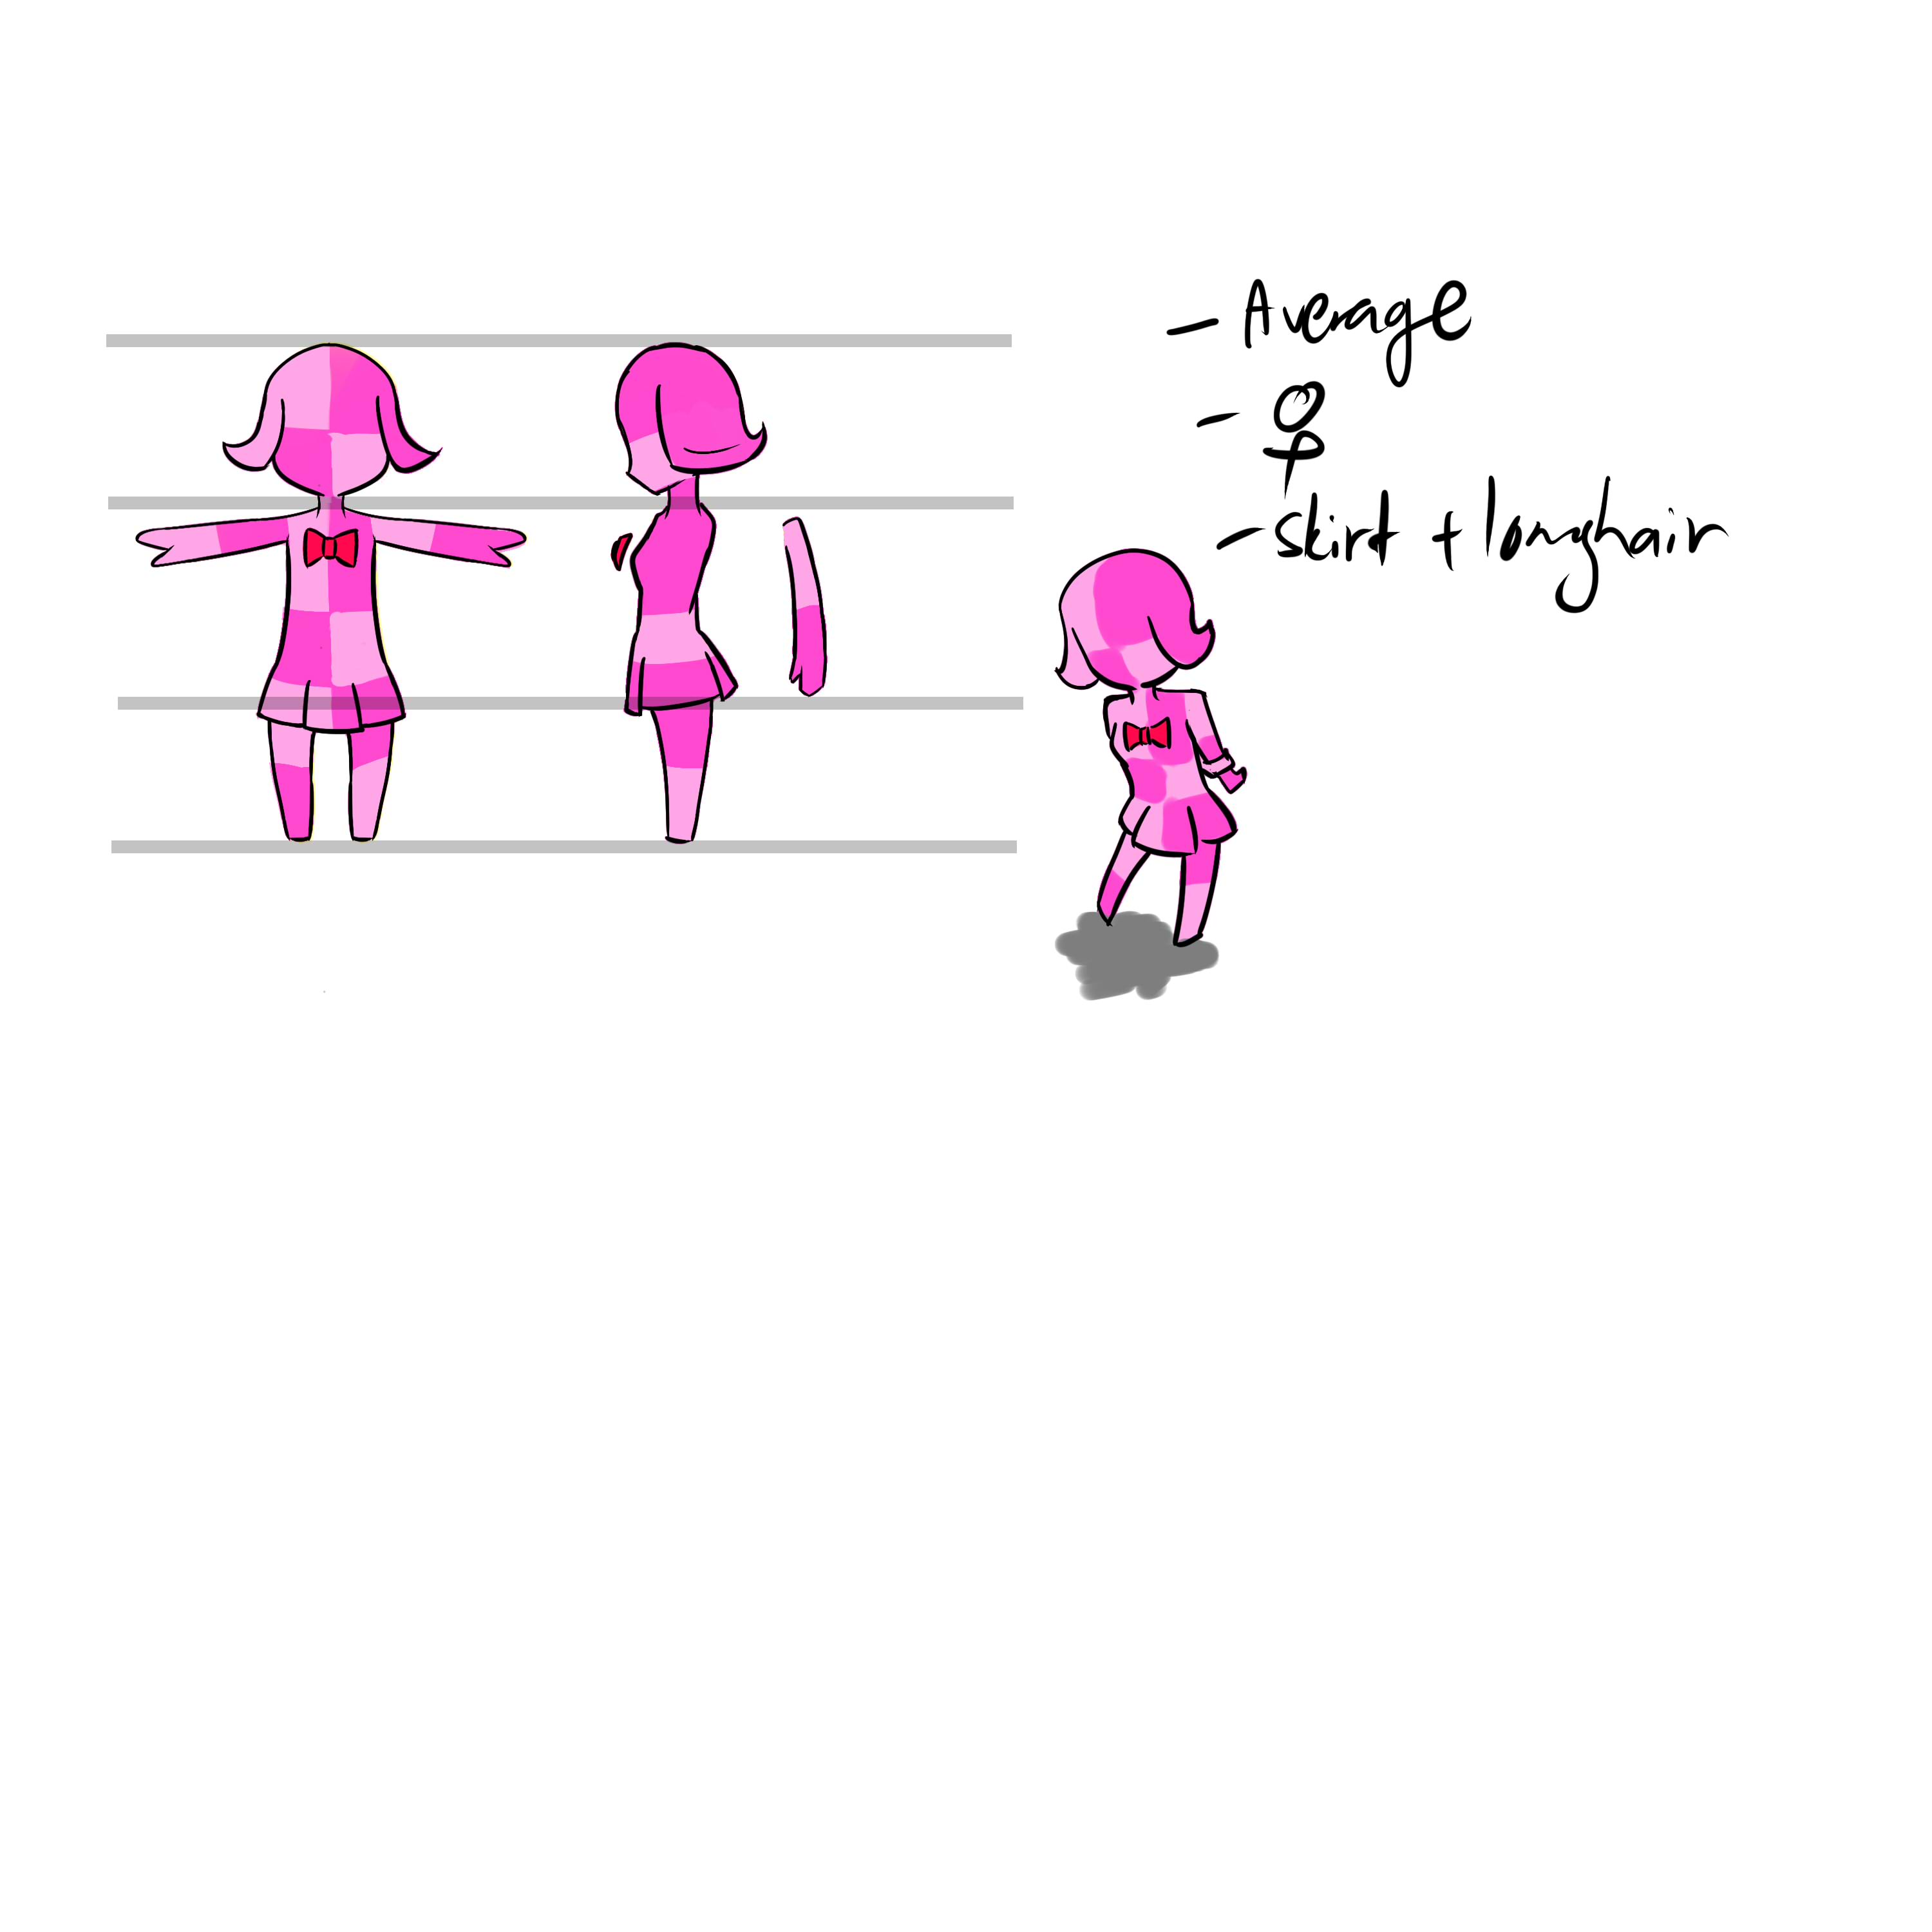 - Average
- ♀
- skirt + longhair